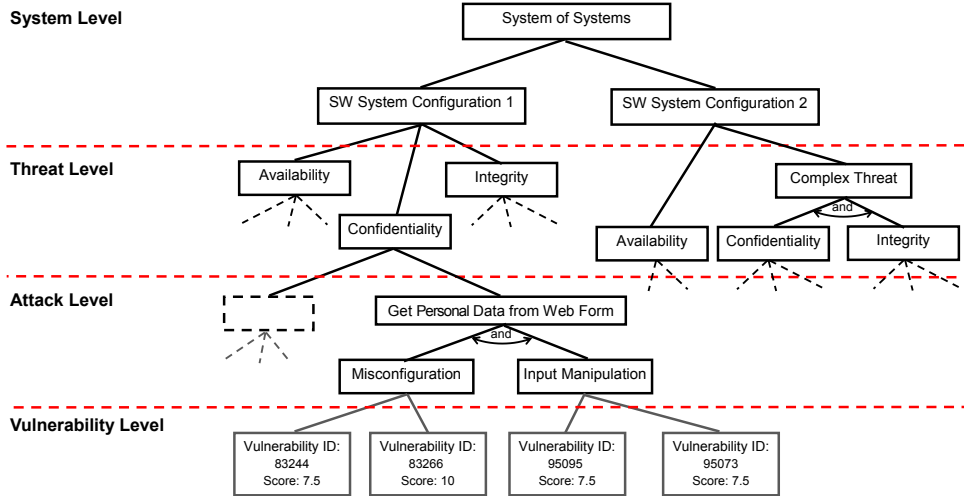 System Level
System of Systems
SW System Configuration 1
SW System Configuration 2
Threat Level
Availability
Integrity
Complex Threat
and
Confidentiality
Availability
Confidentiality
Integrity
Attack Level
Get Personal Data from Web Form
and
Misconfiguration
Input Manipulation
Vulnerability Level
Vulnerability ID:
83244
Score: 7.5
Vulnerability ID:
83266
Score: 10
Vulnerability ID:
95095
Score: 7.5
Vulnerability ID:
95073
Score: 7.5